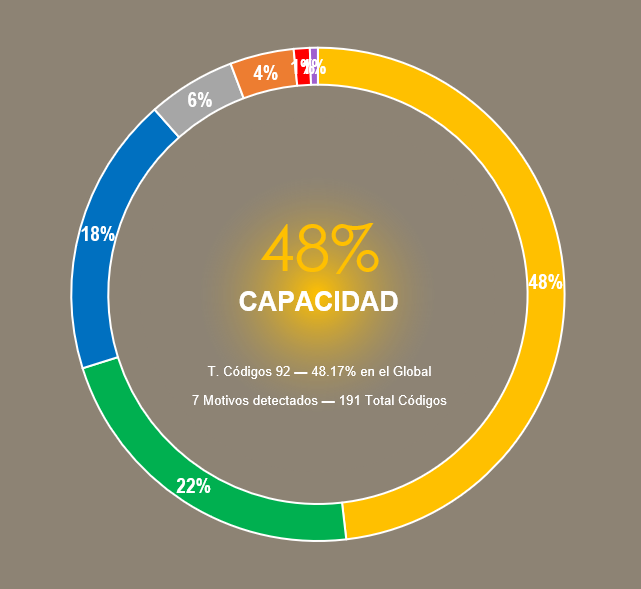 4%
1%
6%
18%
48%
48%
CAPACIDAD
T. Códigos 92 — 48.17% en el Global
7 Motivos detectados — 191 Total Códigos
22%